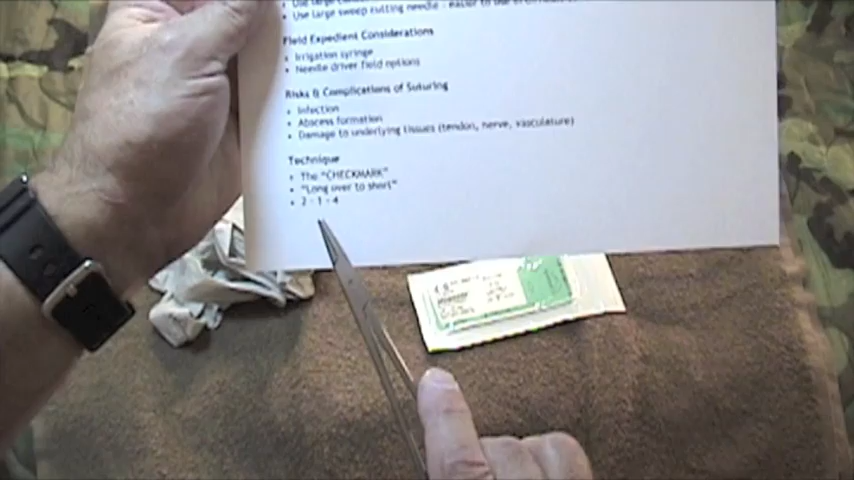 • Use large
• Use large sweep cutting needle - easier to use
Field Expedient Considerations
• Irrigation syringe
• Needle driver field options
Risks & Complications of Suturing
• Infection
• Abscess formation
• Damage to underlying tissues (tendon, nerve, vasculature)
Technique
• The "CHECKMARK"
• "Long over to short"
• 2 - 1 - 4